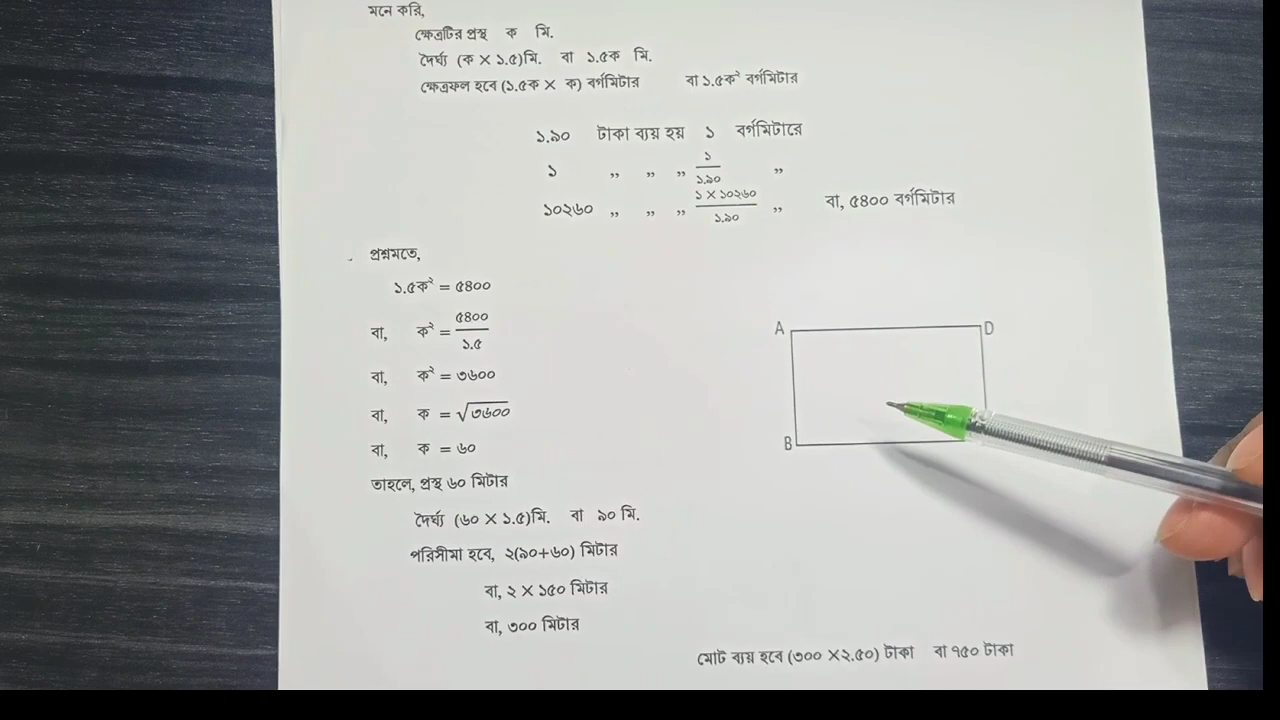 মনে করি,
ক্ষেত্রটির প্রস্থ ক মি.
দৈর্ঘ্য (ক X ১.৫)মি. বা ১.৫ক মি.
ক্ষেত্রফল হবে (১.৫ক X ক) বর্গমিটার বা ১.৫ক² বর্গমিটার
১.৯০ টাকা ব্যয় হয় ১ বর্গমিটারে
১ ,, ,, ,, ১/১.৯০ ,,
১০২৬০ ,, ,, ,, ১ X ১০২৬০/১.৯০ ,, বা, ৫৪০০ বর্গমিটার
প্রশ্নমতে,
১.৫ক² = ৫৪০০
বা, ক² = ৫৪০০/১.৫
বা, ক² = ৩৬০০
বা, ক = √৩৬০০
বা, ক = ৬০
A D
B
তাহলে, প্রস্থ ৬০ মিটার
দৈর্ঘ্য (৬০ X ১.৫)মি. বা ৯০ মি.
পরিসীমা হবে, ২(৯০+৬০) মিটার
বা, ২ X ১৫০ মিটার
বা, ৩০০ মিটার
মোট ব্যয় হবে (৩০০ X২.৫০) টাকা বা ৭৫০ টাকা